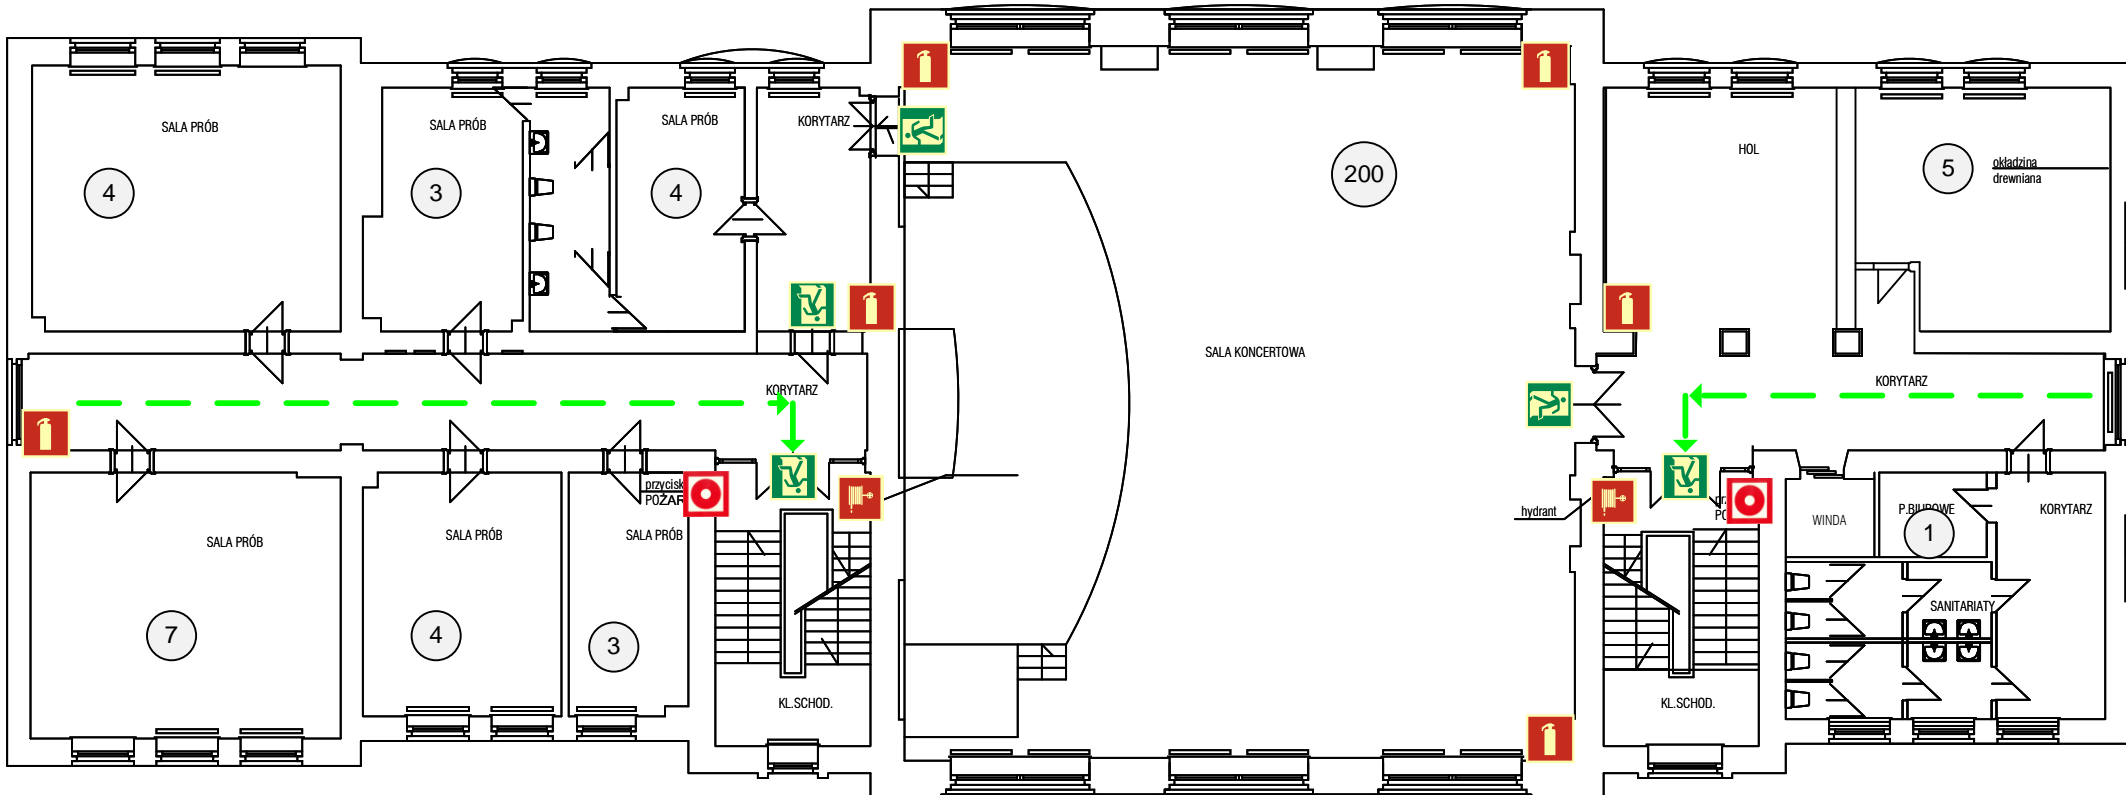 SALA PRÓB
4
SALA PRÓB
3
SALA PRÓB
4
KORYTARZ
200
HOL
5
okładzina
drewniana
SALA KONCERTOWA
KORYTARZ
KORYTARZ
przycisk
POŻAR
hydrant
SALA PRÓB
7
SALA PRÓB
4
SALA PRÓB
3
KL.SCHOD.
KL.SCHOD.
WINDA
P.BIUROWE
1
KORYTARZ
SANITARIATY